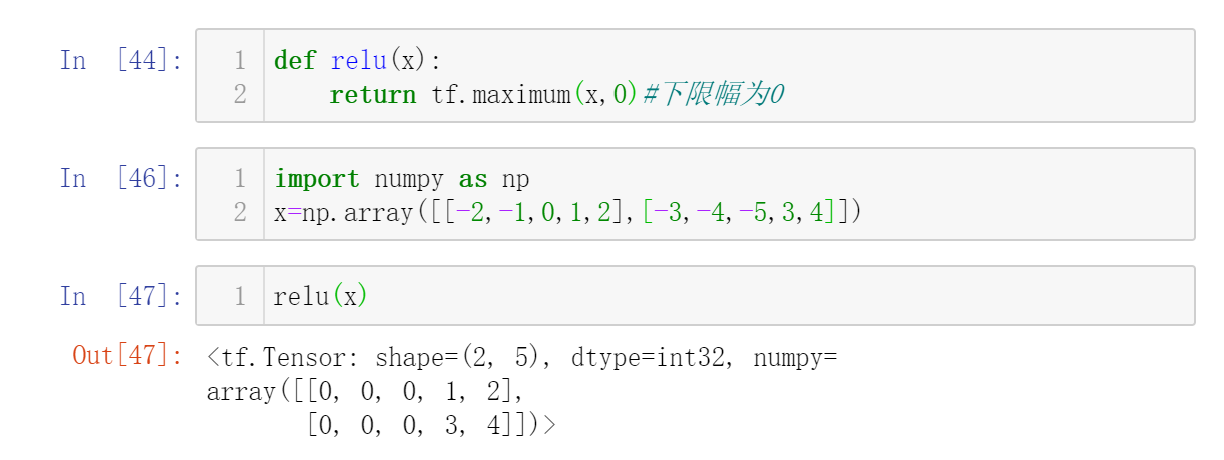 In [44]:
1 def relu(x):
2     return tf.maximum(x,0)#下限幅为0
In [46]:
1 import numpy as np
2 x=np.array([[-2,-1,0,1,2],[-3,-4,-5,3,4]])
In [47]:
1 relu(x)
Out[47]: <tf.Tensor: shape=(2, 5), dtype=int32, numpy=
array([[0, 0, 0, 1, 2],
       [0, 0, 0, 3, 4]])>